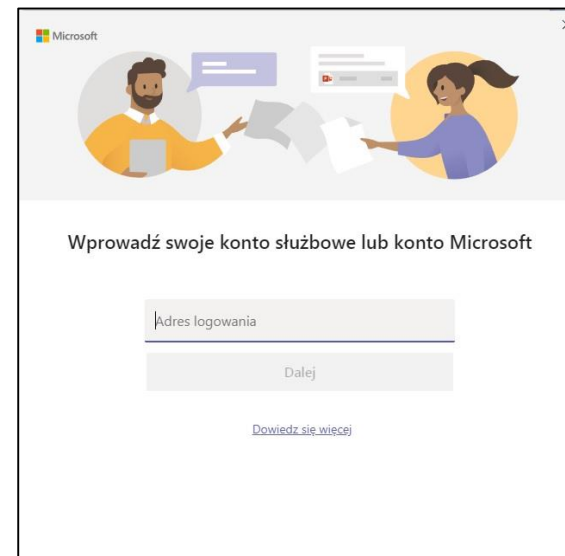 Microsoft
Wprowadź swoje konto służbowe lub konto Microsoft
Adres logowania
Dalej
Dowiedz się więcej